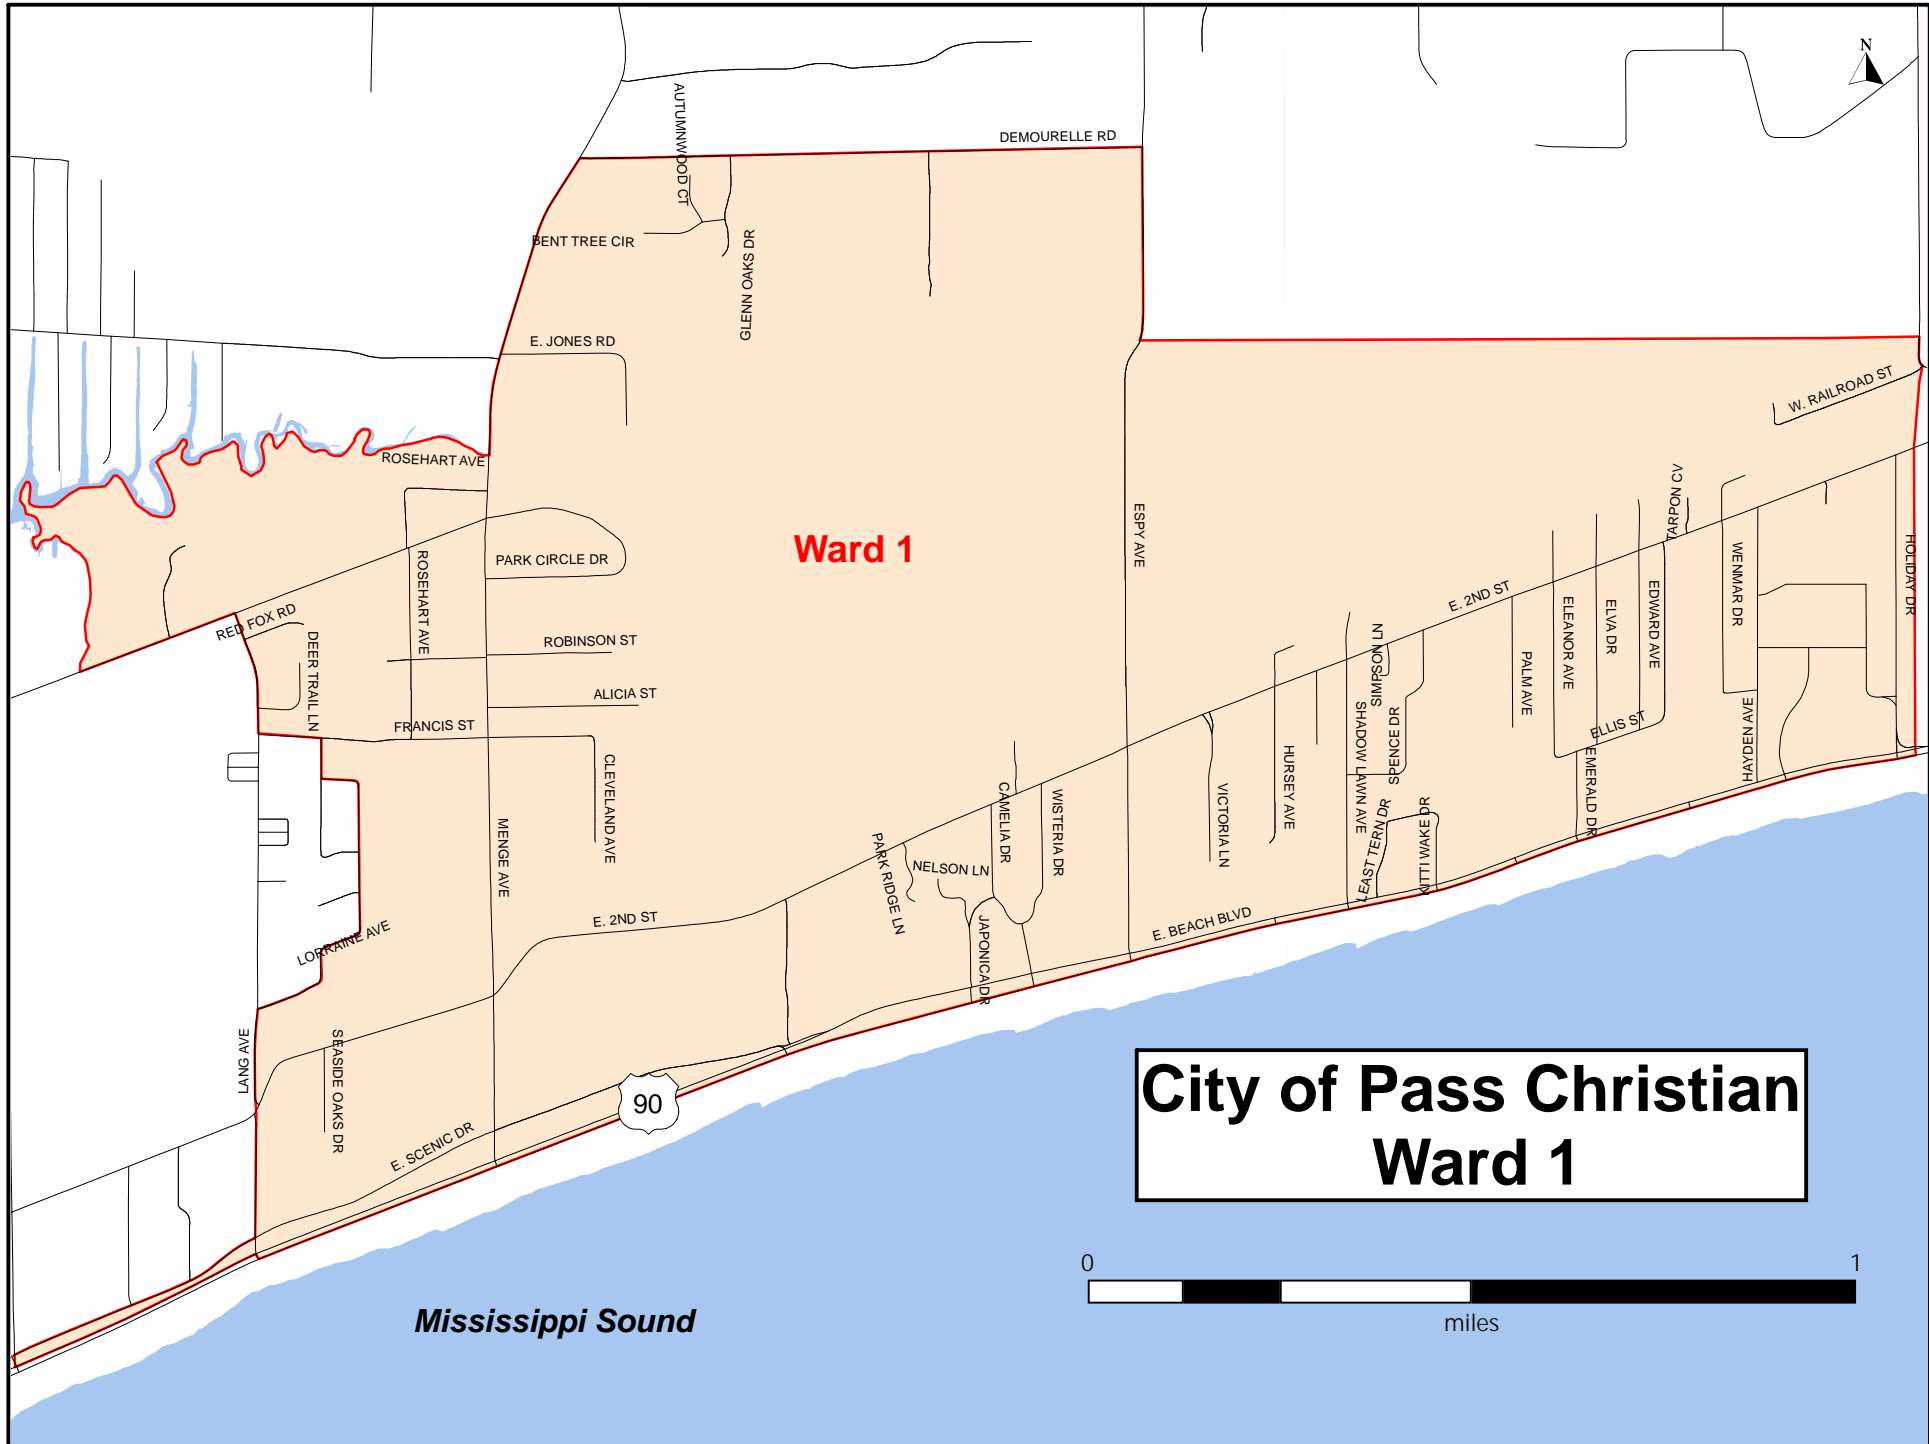 N
DEMOURELLE RD
AUTUMNWOOD CT
BENT TREE CIR
GLENN OAKS DR
E. JONES RD
W. RAILROAD ST
ROSEHART AVE
TARPON CV
ESPY AVE
Ward 1
PARK CIRCLE DR
ROSEHART AVE
WENMAR DR
HOLIDAY DR
E. 2ND ST
EDWARD AVE
ELVA DR
ELEANOR AVE
RED FOX RD
DEER TRAIL LN
ROBINSON ST
SIMPSON LN
PALM AVE
ALICIA ST
FRANCIS ST
SHADOWLAWN AVE
SPENCE DR
ELLIS ST
HAYDEN AVE
CLEVELAND AVE
HURSEY AVE
EMERALD DR
CAMELIA DR
WISTERIA DR
VICTORIA LN
LEAST TERN DR
KITTI WAKE DR
MENGE AVE
PARK RIDGE LN
NELSON LN
E. 2ND ST
E. BEACH BLVD
JAPONICA DR
LORRAINE AVE
LANG AVE
SEASIDE OAKS DR
90
E. SCENIC DR
City of Pass Christian
Ward 1
0 1
miles
Mississippi Sound